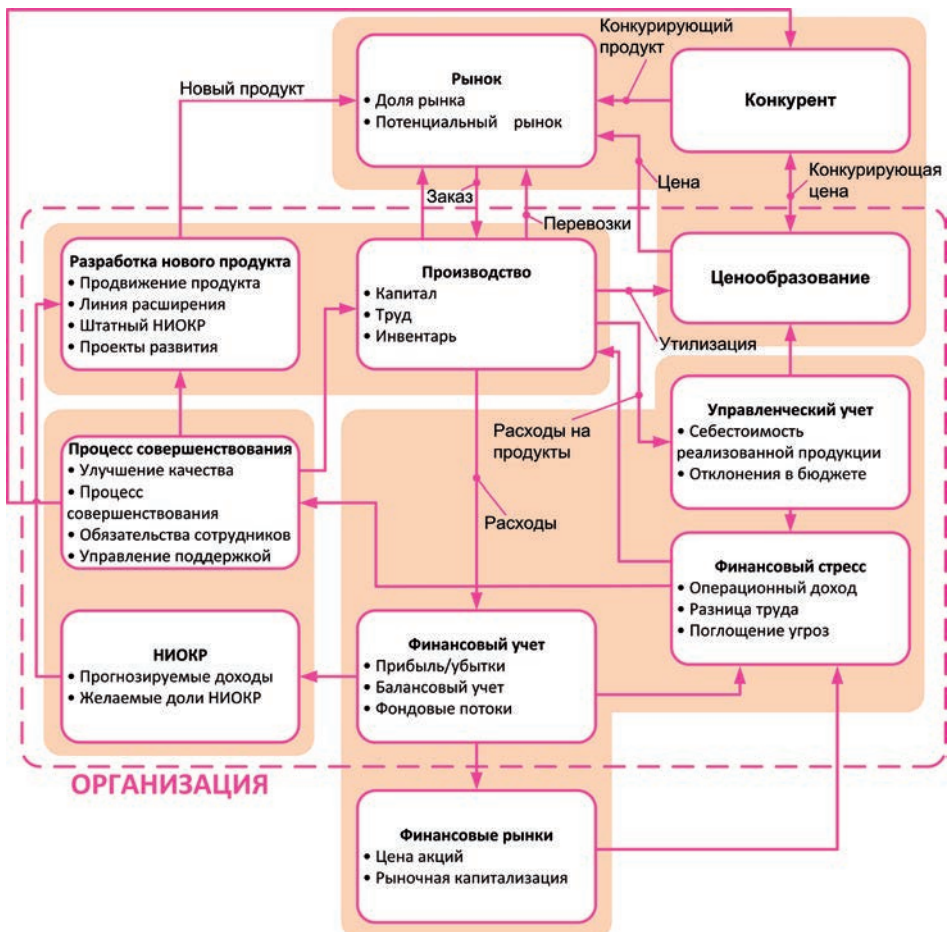 Конкурирующий
продукт
Рынок
• Доля рынка
• Потенциальный рынок
Конкурент
Новый продукт
Заказ
Цена
Конкурирующая
цена
Перевозки
Разработка нового продукта
• Продвижение продукта
• Линия расширения
• Штатный НИОКР
• Проекты развития
Производство
• Капитал
• Труд
• Инвентарь
Ценообразование
Утилизация
Процесс совершенствования
• Улучшение качества
• Процесс
совершенствования
• Обязательства сотрудников
• Управление поддержкой
Расходы на
продукты
Управленческий учет
• Себестоимость
реализованной продукции
• Отклонения в бюджете
Расходы
Финансовый стресс
• Операционный доход
• Разница труда
• Поглощение угроз
НИОКР
• Прогнозируемые доходы
• Желаемые доли НИОКР
Финансовый учет
• Прибыль/убытки
• Балансовый учет
• Фондовые потоки
ОРГАНИЗАЦИЯ
Финансовые рынки
• Цена акций
• Рыночная капитализация